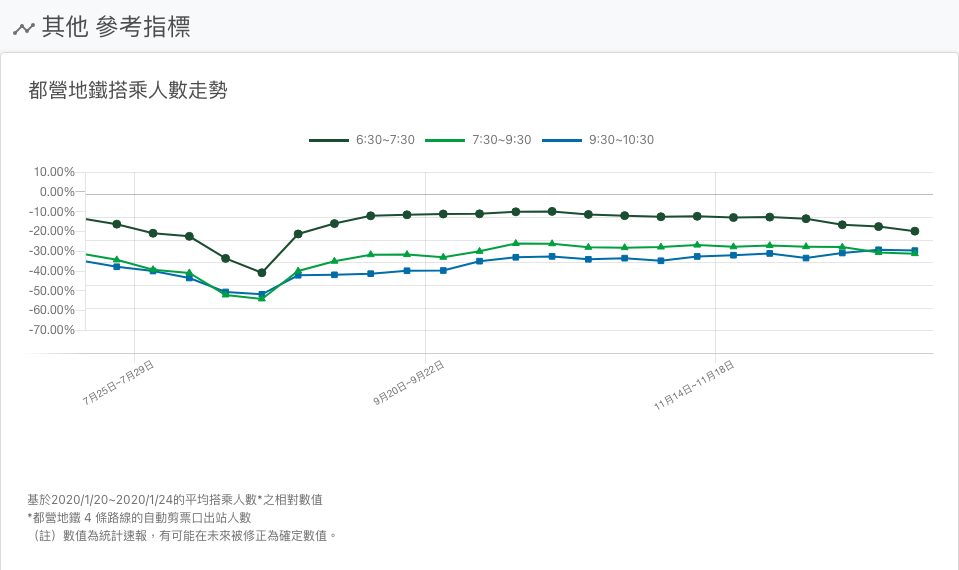 其他 參考指標
都營地鐵搭乘人數走勢
6:30~7:30 7:30~9:30 9:30~10:30
10.00%
0.00%
-10.00%
-20.00%
-30.00%
-40.00%
-50.00%
-60.00%
-70.00%
7月25日~7月29日 9月20日~9月22日 11月14日~11月18日
基於2020/1/20~2020/1/24的平均搭乘人數*之相對數值
*都營地鐵 4 條路線的自動剪票口出站人數
（註）數值為統計速報，有可能在未來被修正為確定數值。